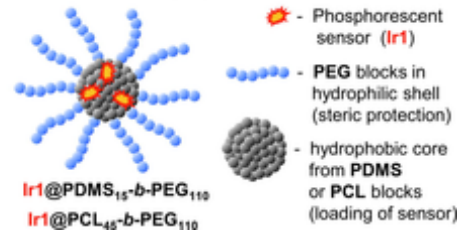 - Phosphorescent
sensor (Ir1)
- PEG blocks in
hydrophilic shell
(steric protection)
- hydrophobic core
from PDMS
or PCL blocks
(loading of sensor)
Ir1@PDMS₁₅-b-PEG₁₁₀
Ir1@PCL₄₅-b-PEG₁₁₀